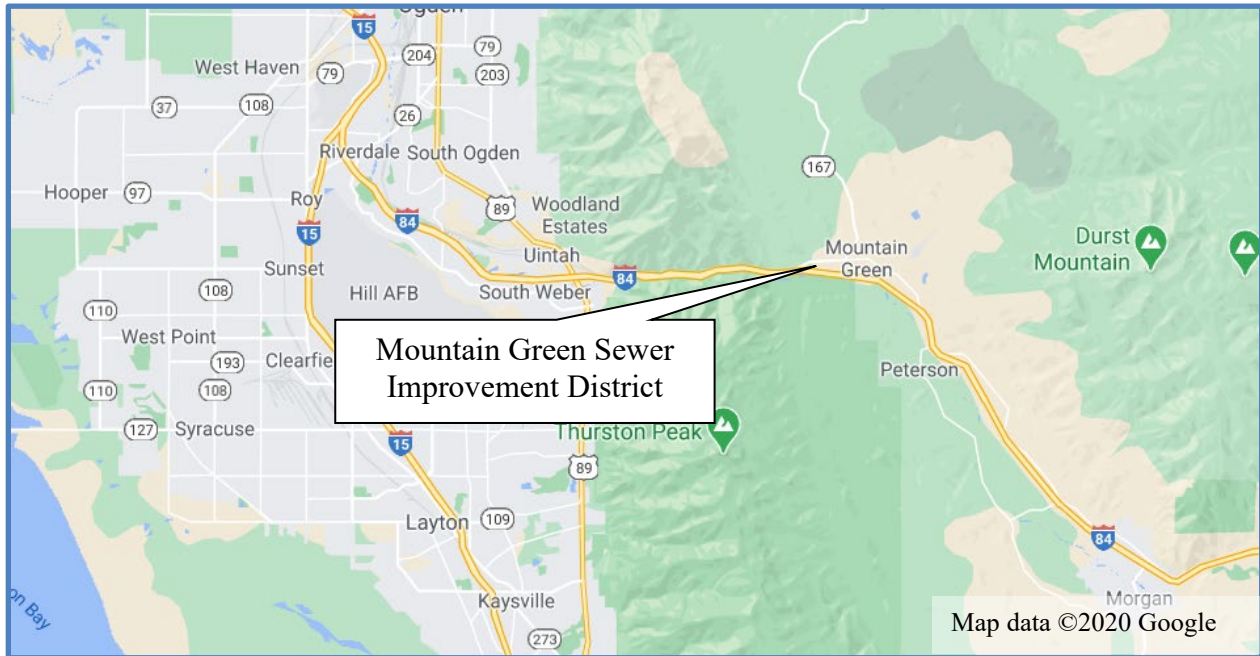 Ogden
15
79
204
79
203
West Haven
37
108
26
Riverdale
South Ogden
167
Hooper
97
Roy
89
Woodland
Estates
84
15
Uintah
Mountain
Green
Durst
Mountain
Sunset
84
108
Hill AFB
South Weber
110
West Point
193
Clearfie
Mountain Green Sewer
Improvement District
Peterson
110
108
127
Syracuse
15
Thurston Peak
89
Layton
109
84
on Bay
Kaysville
Morgan
273
Map data ©2020 Google